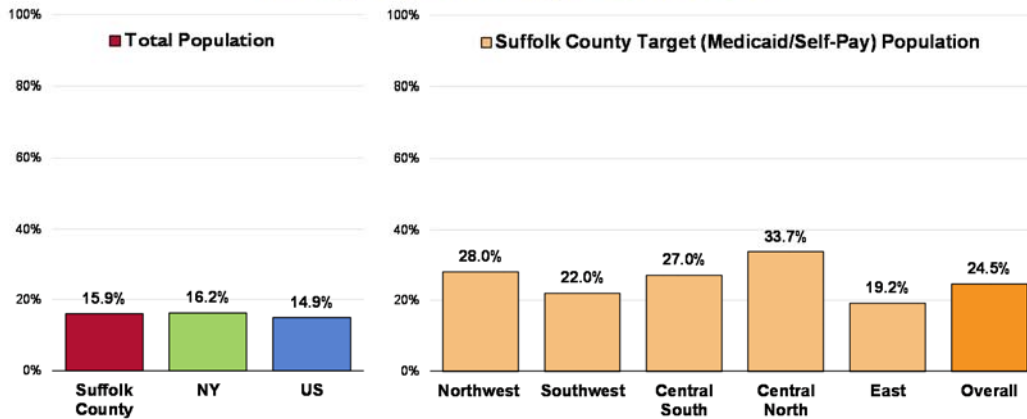 100%
Total Population
80%
60%
40%
20%
0%
15.9%
16.2%
14.9%
Suffolk
County
NY
US
100%
Suffolk County Target (Medicaid/Self-Pay) Population
80%
60%
40%
20%
0%
28.0%
22.0%
27.0%
33.7%
19.2%
24.5%
Northwest
Southwest
Central
South
Central
North
East
Overall